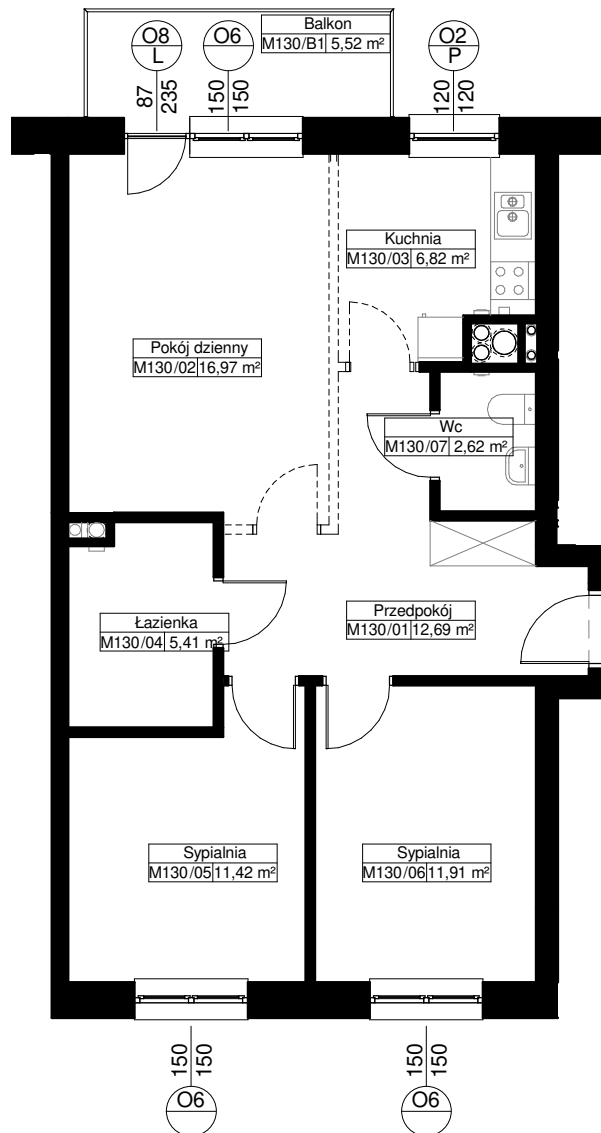 Balkon
M130/B1 5,52 m²
O8
L
O6
O2
P
87
235
150
150
120
120
Kuchnia
M130/03 6,82 m²
Pokój dzienny
M130/02 16,97 m²
Wc
M130/07 2,62 m²
Łazienka
M130/04 5,41 m²
Przedpokój
M130/01 12,69 m²
Sypialnia
M130/05 11,42 m²
Sypialnia
M130/06 11,91 m²
150
150
150
150
O6
O6